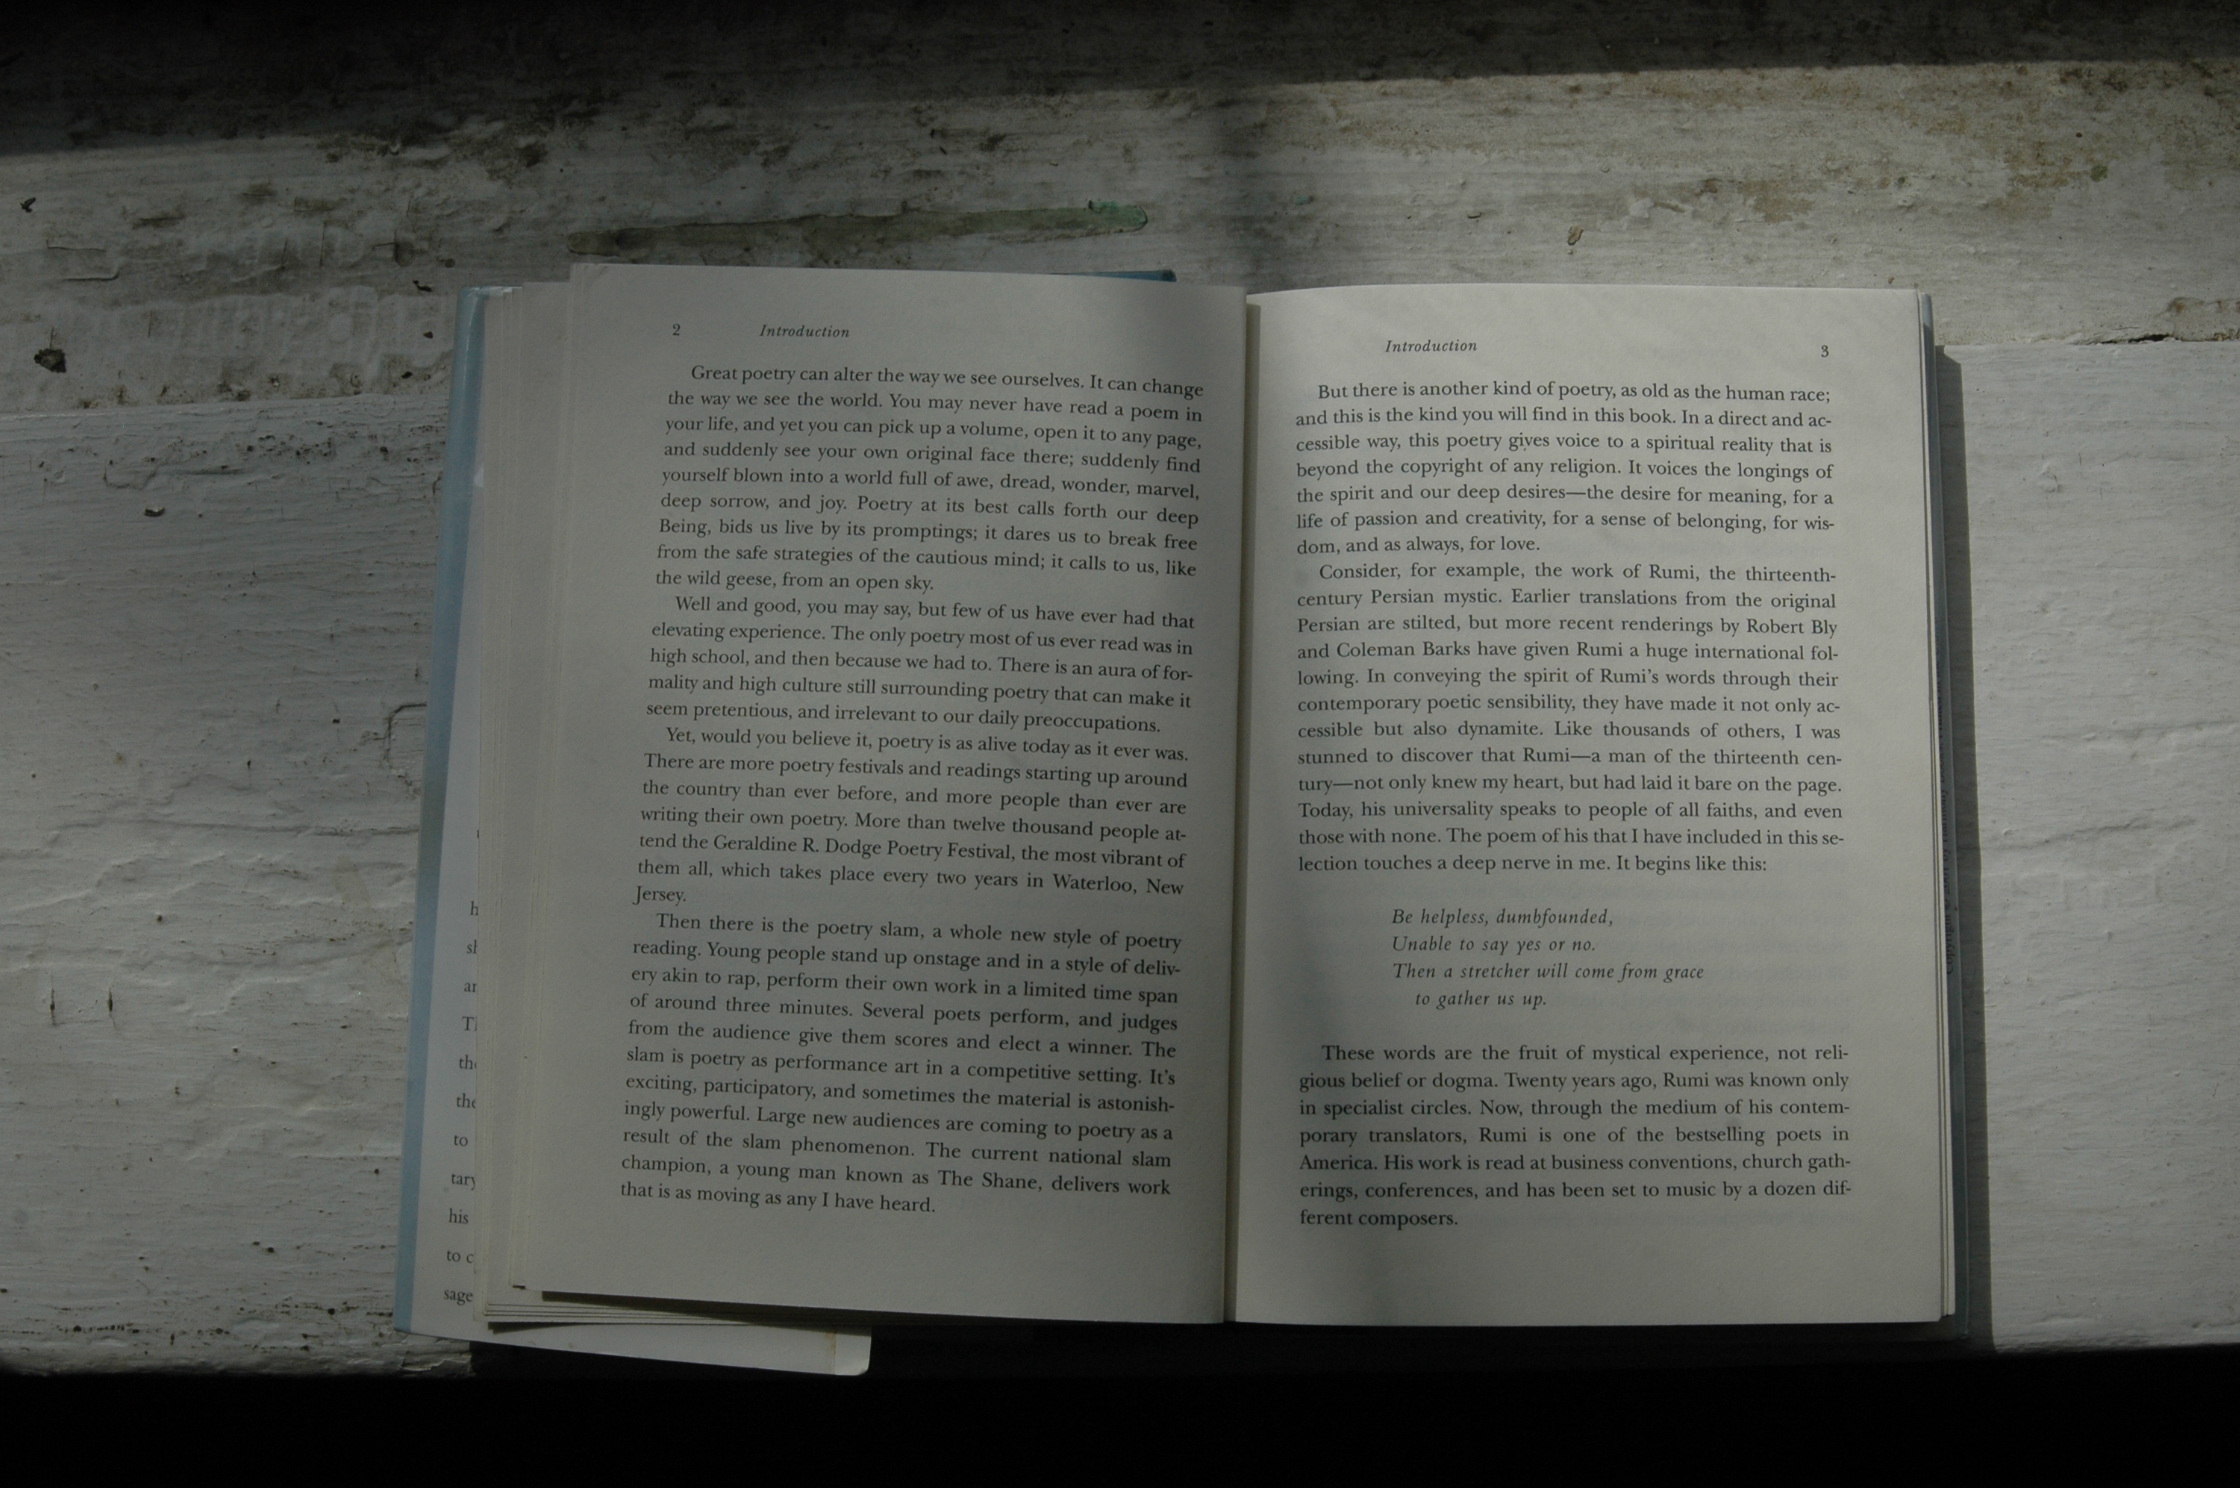 2 Introduction
Great poetry can alter the way we see ourselves. It can change
the way we see the world. You may never have read a poem in
your life, and yet you can pick up a volume, open it to any page,
and suddenly see your own original face there; suddenly find
yourself blown into a world full of awe, dread, wonder, marvel,
deep sorrow, and joy. Poetry at its best calls forth our deep
Being, bids us live by its promptings; it dares us to break free
from the safe strategies of the cautious mind; it calls to us, like
the wild geese, from an open sky.
Well and good, you may say, but few of us have ever had that
elevating experience. The only poetry most of us ever read was in
high school, and then because we had to. There is an aura of for-
mality and high culture still surrounding poetry that can make it
seem pretentious, and irrelevant to our daily preoccupations.
Yet, would you believe it, poetry is as alive today as it ever was.
There are more poetry festivals and readings starting up around
the country than ever before, and more people than ever are
writing their own poetry. More than twelve thousand people at-
tend the Geraldine R. Dodge Poetry Festival, the most vibrant of
them all, which takes place every two years in Waterloo, New
Jersey.
Then there is the poetry slam, a whole new style of poetry
reading. Young people stand up onstage and in a style of deliv-
ery akin to rap, perform their own work in a limited time span
of around three minutes. Several poets perform, and judges
from the audience give them scores and elect a winner. The
slam is poetry as performance art in a competitive setting. It's
exciting, participatory, and sometimes the material is astonish-
ingly powerful. Large new audiences are coming to poetry as a
result of the slam phenomenon. The current national slam
champion, a young man known as The Shane, delivers work
that is as moving as any I have heard.
h
sl
ar
the
to
his
to c
sage
Introduction 3
But there is another kind of poetry, as old as the human race;
and this is the kind you will find in this book. In a direct and ac-
cessible way, this poetry gives voice to a spiritual reality that is
beyond the copyright of any religion. It voices the longings of
the spirit and our deep desires—the desire for meaning, for a
life of passion and creativity, for a sense of belonging, for wis-
dom, and as always, for love.
Consider, for example, the work of Rumi, the thirteenth-
century Persian mystic. Earlier translations from the original
Persian are stilted, but more recent renderings by Robert Bly
and Coleman Barks have given Rumi a huge international fol-
lowing. In conveying the spirit of Rumi's words through their
contemporary poetic sensibility, they have made it not only ac-
cessible but also dynamite. Like thousands of others, I was
stunned to discover that Rumi—a man of the thirteenth cen-
tury—not only knew my heart, but had laid it bare on the page.
Today, his universality speaks to people of all faiths, and even
those with none. The poem of his that I have included in this se-
lection touches a deep nerve in me. It begins like this:
Be helpless, dumbfounded,
Unable to say yes or no.
Then a stretcher will come from grace
to gather us up.
These words are the fruit of mystical experience, not reli-
gious belief or dogma. Twenty years ago, Rumi was known only
in specialist circles. Now, through the medium of his contem-
porary translators, Rumi is one of the bestselling poets in
America. His work is read at business conventions, church gath-
erings, conferences, and has been set to music by a dozen dif-
ferent composers.